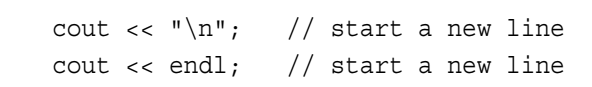 cout << "\n";   // start a new line
cout << endl;   // start a new line